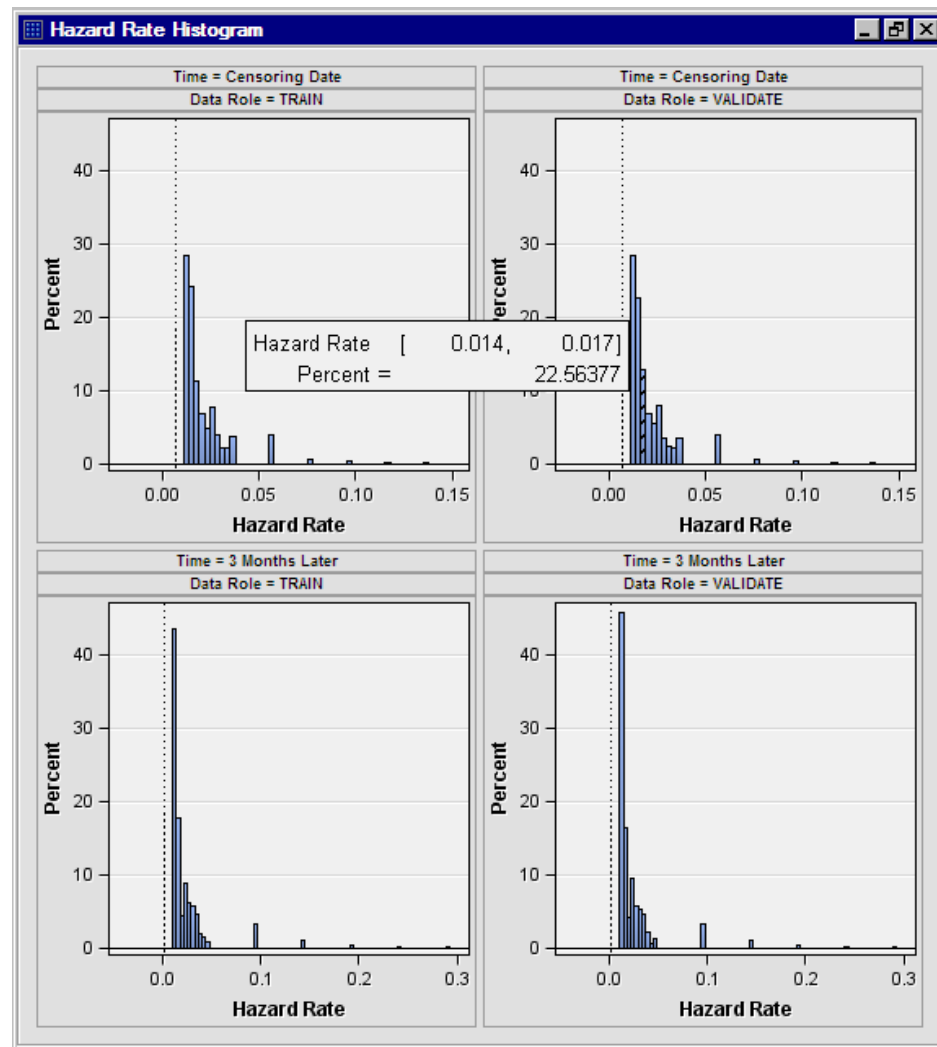 Hazard Rate Histogram
Time = Censoring Date
Data Role = TRAIN
Percent
40
30
20
10
0
0.00 0.05 0.10 0.15
Hazard Rate
Time = Censoring Date
Data Role = VALIDATE
Percent
40
30
20
10
0
0.00 0.05 0.10 0.15
Hazard Rate
Hazard Rate [ 0.014, 0.017]
Percent = 22.56377
Time = 3 Months Later
Data Role = TRAIN
Percent
40
30
20
10
0
0.0 0.1 0.2 0.3
Hazard Rate
Time = 3 Months Later
Data Role = VALIDATE
Percent
40
30
20
10
0
0.0 0.1 0.2 0.3
Hazard Rate